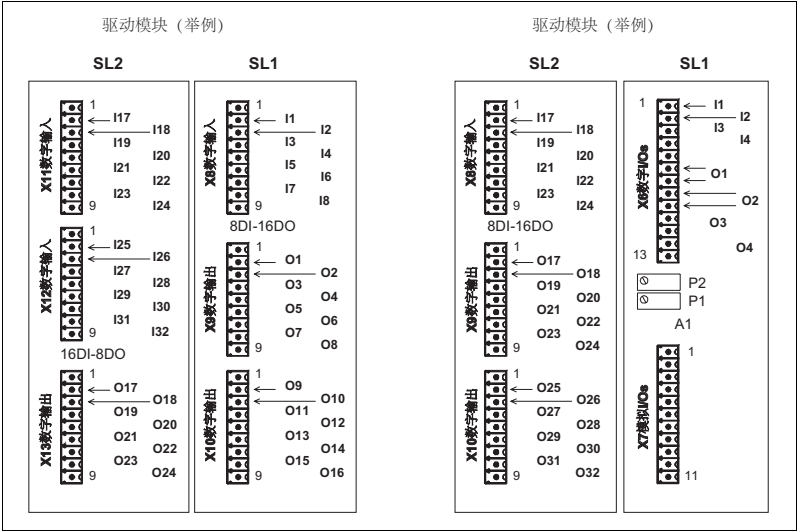 驱动模块 (举例)
SL2
SL1
X11数字输入
1
I17
I18
I19
I20
I21
I22
I23
I24
9
X12数字输入
I25
I26
I27
I28
I29
I30
I31
I32
9
16DI-8DO
X13数字输出
1
O17
O18
O19
O20
O21
O22
O23
O24
9
X8数字输入
1
I1
I2
I3
I4
I5
I6
I7
I8
9
8DI-16DO
X9数字输出
1
O1
O2
O3
O4
O5
O6
O7
O8
9
X10数字输出
1
O9
O10
O11
O12
O13
O14
O15
O16
9
驱动模块 (举例)
SL2
SL1
X8数字输入
1
I17
I18
I19
I20
I21
I22
I23
I24
9
8DI-16DO
X9数字输出
1
O17
O18
O19
O20
O21
O22
O23
O24
9
X10数字输出
1
O25
O26
O27
O28
O29
O30
O31
O32
9
X6数字I/Os
1
I1
I2
I3
I4
O1
O2
O3
O4
13
P2
P1
A1
X7模拟I/Os
1
11